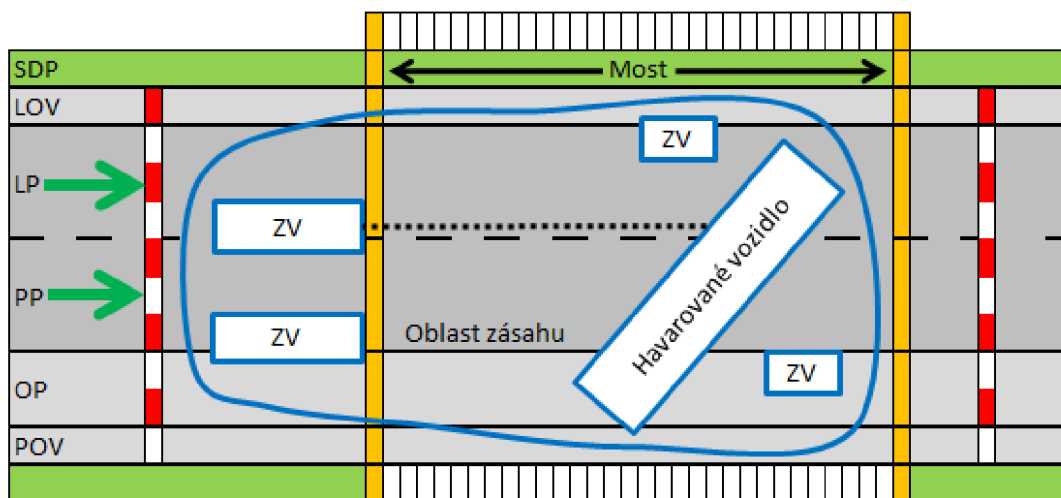 SDP
Most
LOV
ZV
LP
ZV
Havarované vozidlo
PP
ZV
Oblast zásahu
ZV
OP
POV